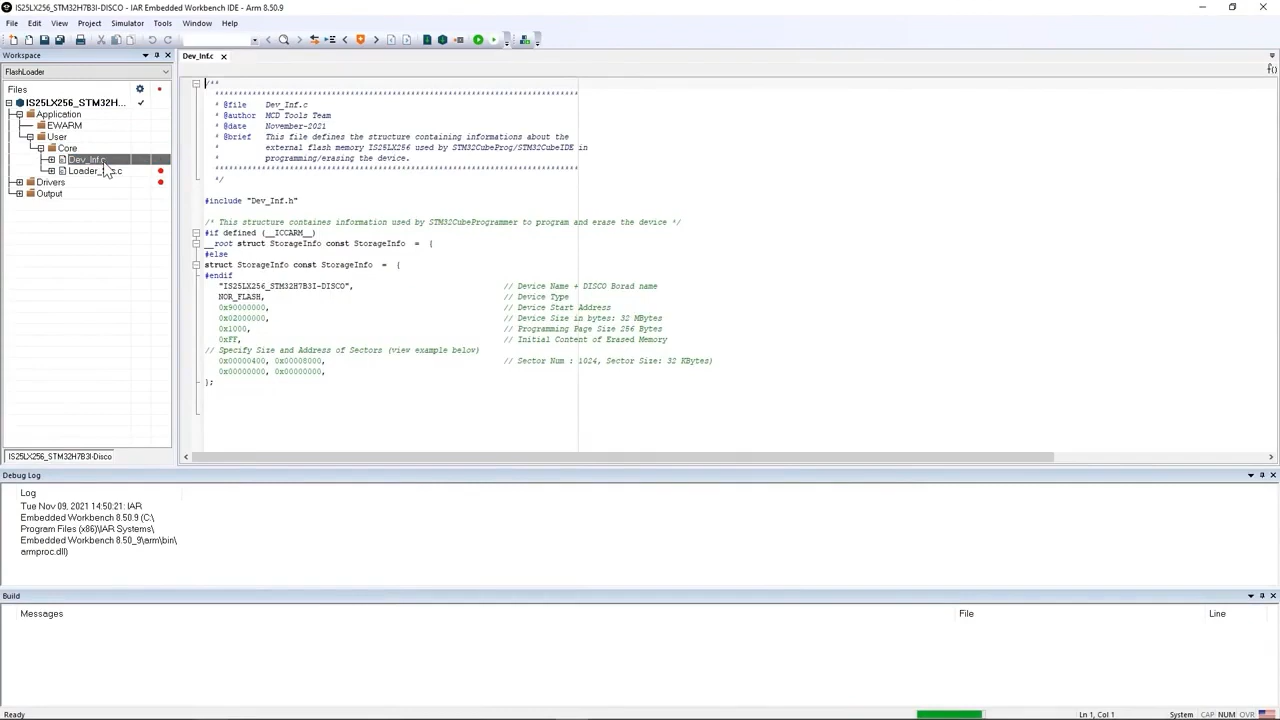 IS25LX256_STM32H7B3I-DISCO - IAR Embedded Workbench IDE - Arm 8.50.9
File Edit View Project Simulator Tools Window Help
Workspace
FlashLoader
Files
IS25LX256_STM32H...
Application
EWARM
User
Core
Dev_Inf.c
Drivers
Output
IS25LX256_STM32H7B3I-Disco
Dev_Inf.c
/**
******************************************************************************
* @file    Dev_Inf.c
* @author  MCD Tools Team
* @date    November-2021
* @brief   This file defines the structure containing informations about the
external flash memory IS25LX256 used by STM32CubeProg/STM32CubeIDE in
programming/erasing the device.
******************************************************************************
*/
#include "Dev_Inf.h"
/* This structure containes information used by STM32CubeProgrammer to program and erase the device */
#if defined (__ICCARM__)
__root struct StorageInfo const StorageInfo  =  {
#else
struct StorageInfo const StorageInfo  =  {
#endif
"IS25LX256_STM32H7B3I-DISCO", // Device Name + DISCO Borad name
NOR_FLASH, // Device Type
0x90000000, // Device Start Address
0x02000000, // Device Size in bytes: 32 MBytes
0x1000, // Programming Page Size 256 Bytes
0xFF, // Initial Content of Erased Memory
// Specify Size and Address of Sectors (view example below)
0x00000400, 0x00008000, // Sector Num : 1024, Sector Size: 32 KBytes)
0x00000000, 0x00000000,
};
Debug Log
Log
Tue Nov 09, 2021 14:50:21: IAR
Embedded Workbench 8.50.9 (C:\
Program Files (x86)\IAR Systems\
Embedded Workbench 8.50_9\arm\bin\
armproc.dll)
Build
Messages File Line
Ready Ln 1, Col 1 System CAP NUM OVR